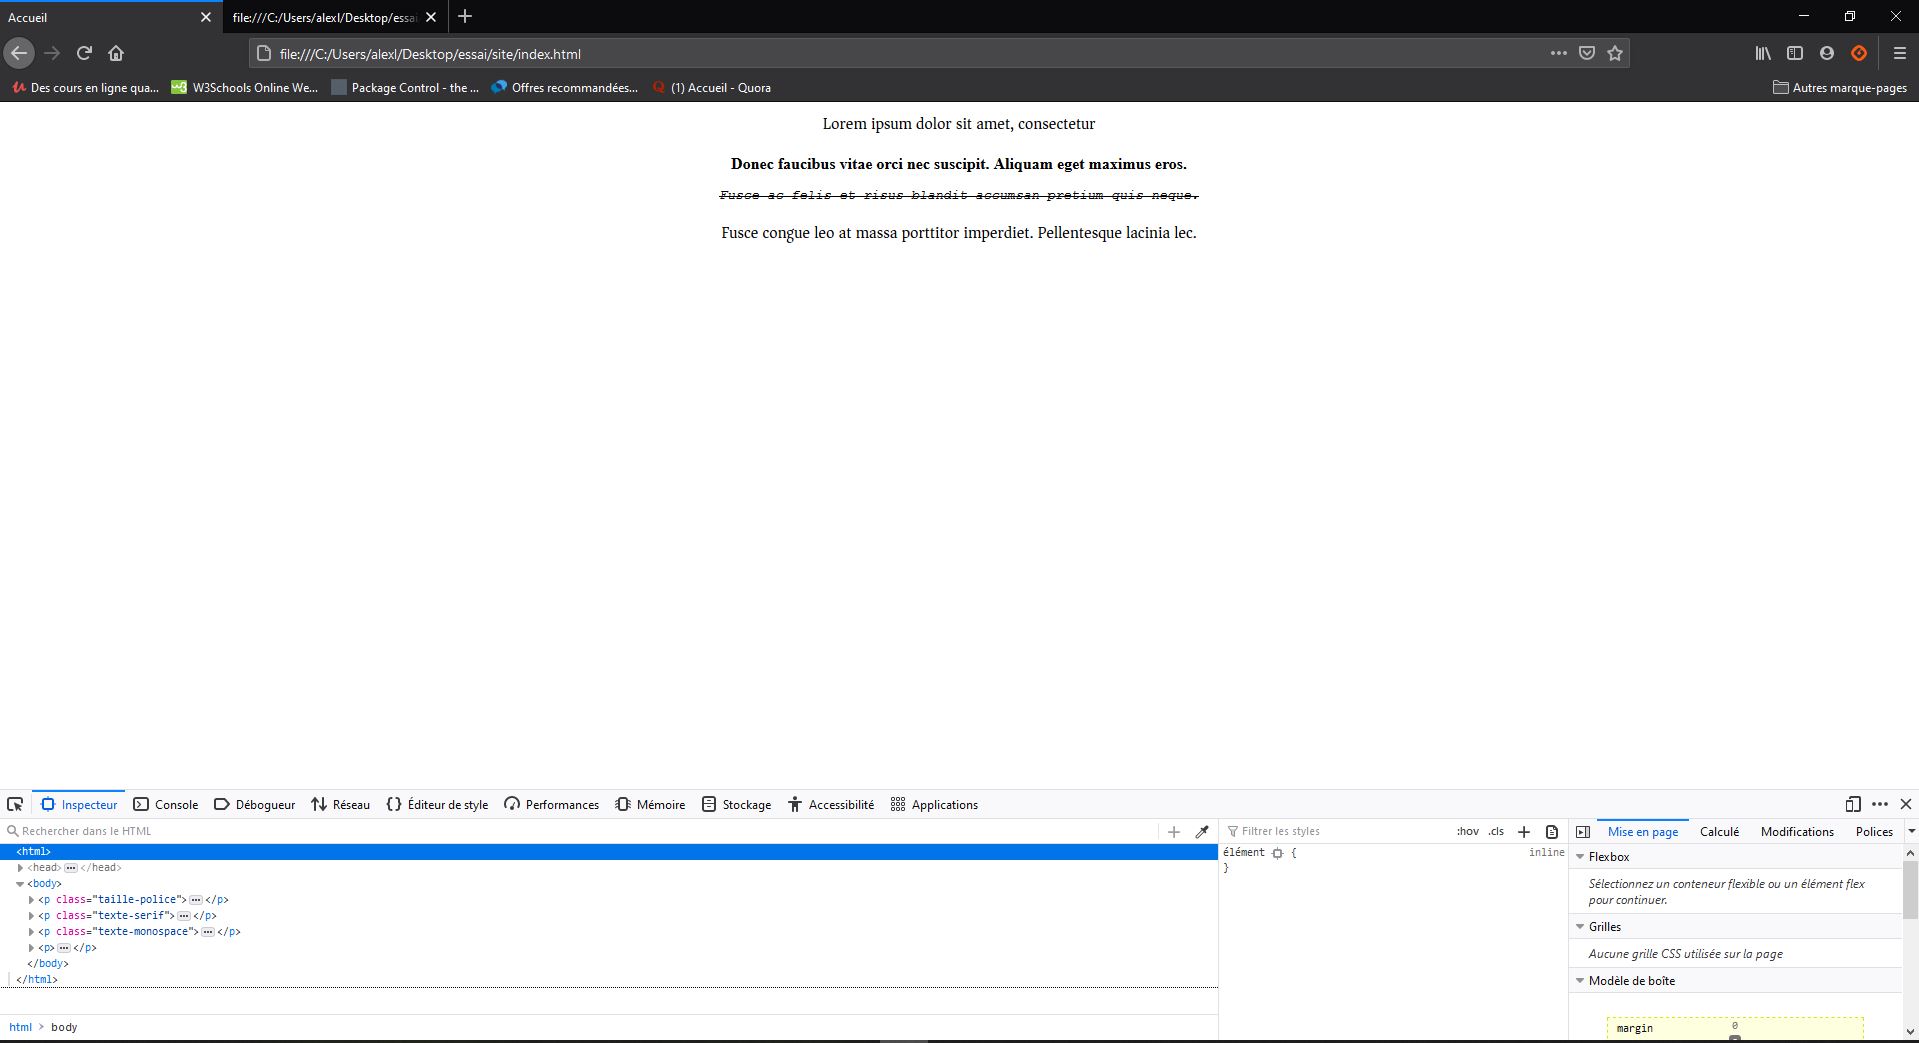 Accueil
file:///C:/Users/alexl/Desktop/essai
file:///C:/Users/alexl/Desktop/essai/site/index.html
Des cours en ligne qua... W3Schools Online We... Package Control - the ... Offres recommandées... (1) Accueil - Quora Autres marque-pages
Lorem ipsum dolor sit amet, consectetur
Donec faucibus vitae orci nec suscipit. Aliquam eget maximus eros.
Fusce ac felis et risus blandit accumsan pretium quis neque.
Fusce congue leo at massa porttitor imperdiet. Pellentesque lacinia lec.
Inspecteur Console Débogueur Réseau Éditeur de style Performances Mémoire Stockage Accessibilité Applications
Rechercher dans le HTML
<html>
<head> ••• </head>
<body>
<p class="taille-police"> ••• </p>
<p class="texte-serif"> ••• </p>
<p class="texte-monospace"> ••• </p>
<p> ••• </p>
</body>
</html>
html > body
Filtrer les styles :hov .cls
élément { inline
}
Mise en page Calculé Modifications Polices
Flexbox
Sélectionnez un conteneur flexible ou un élément flex
pour continuer.
Grilles
Aucune grille CSS utilisée sur la page
Modèle de boîte
margin 0